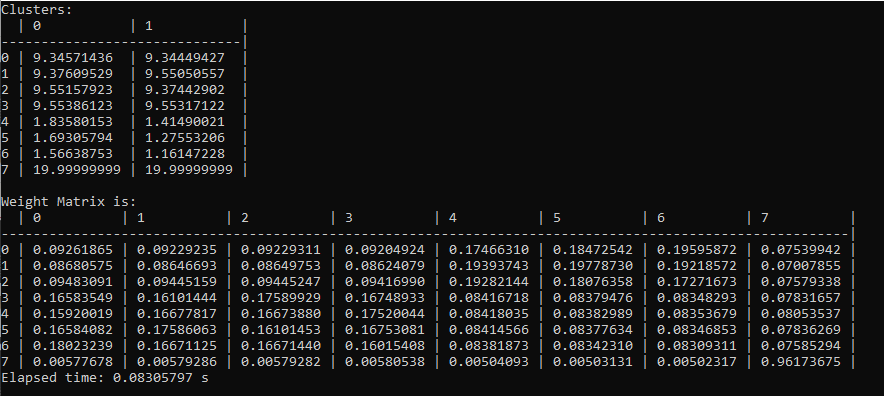 Clusters:
  | 0          | 1          |
-----------------------------|
0 | 9.34571436  | 9.34449427  |
1 | 9.37609529  | 9.55050557  |
2 | 9.55157923  | 9.37442902  |
3 | 9.55386123  | 9.55317122  |
4 | 1.83580153  | 1.41490021  |
5 | 1.69305794  | 1.27553206  |
6 | 1.56638753  | 1.16147228  |
7 | 19.99999999 | 19.99999999 |
Weight Matrix is:
  | 0          | 1          | 2          | 3          | 4          | 5          | 6          | 7          |
---------------------------------------------------------------------------------------------------------|
0 | 0.09261865 | 0.09229235 | 0.09229311 | 0.09204924 | 0.17466310 | 0.18472542 | 0.19595872 | 0.07539942 |
1 | 0.08680575 | 0.08646693 | 0.08649753 | 0.08624079 | 0.19393743 | 0.19778730 | 0.19218572 | 0.07007855 |
2 | 0.09483091 | 0.09445159 | 0.09445247 | 0.09416990 | 0.19282144 | 0.18076358 | 0.17271673 | 0.07579338 |
3 | 0.16583549 | 0.16101444 | 0.17589929 | 0.16748933 | 0.08416718 | 0.08379476 | 0.08348293 | 0.07831657 |
4 | 0.15920019 | 0.16677817 | 0.16673880 | 0.17520044 | 0.08418035 | 0.08382989 | 0.08353679 | 0.08053537 |
5 | 0.16584082 | 0.17586063 | 0.16101453 | 0.16753081 | 0.08414566 | 0.08377634 | 0.08346853 | 0.07836269 |
6 | 0.18023239 | 0.16671125 | 0.16671440 | 0.16015408 | 0.08381873 | 0.08342310 | 0.08309311 | 0.07585294 |
7 | 0.00577678 | 0.00579286 | 0.00579282 | 0.00580538 | 0.00504093 | 0.00503131 | 0.00502317 | 0.96173675 |
Elapsed time: 0.08305797 s